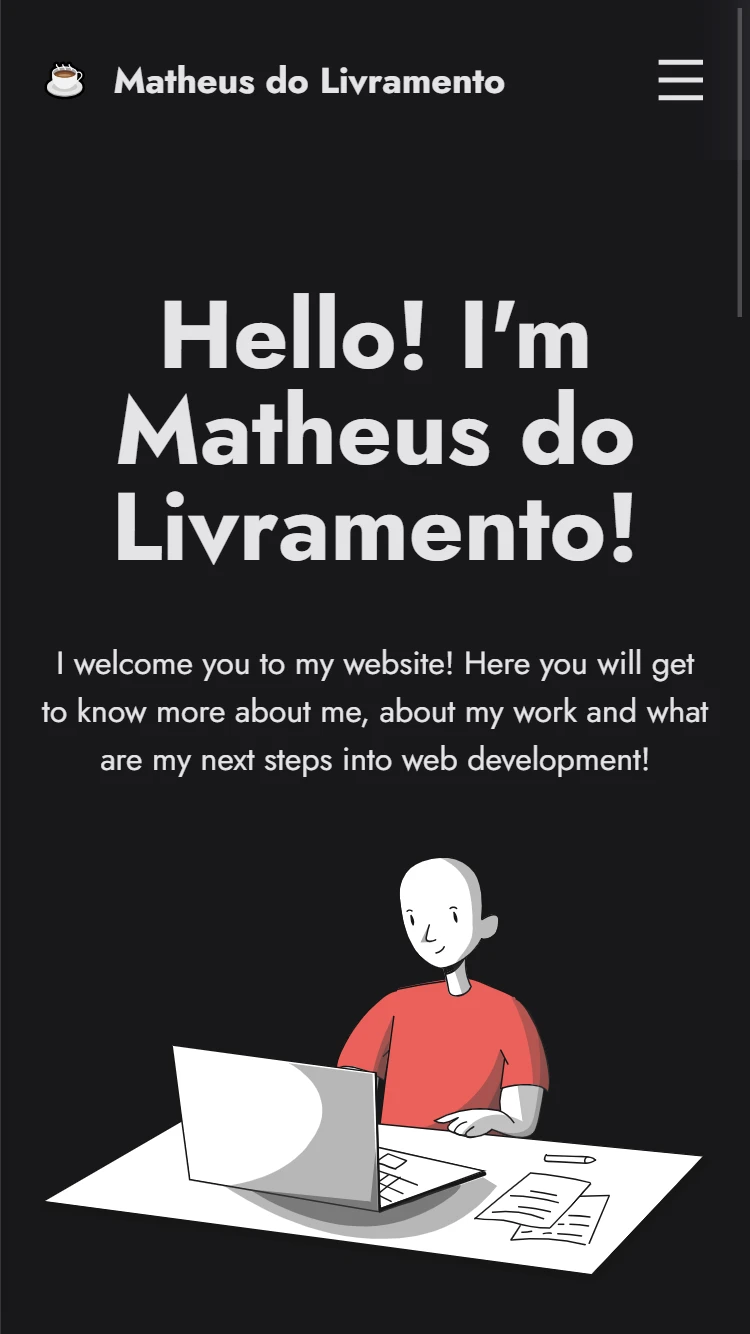 Matheus do Livramento
Hello! I'm
Matheus do
Livramento!
I welcome you to my website! Here you will get
to know more about me, about my work and what
are my next steps into web development!